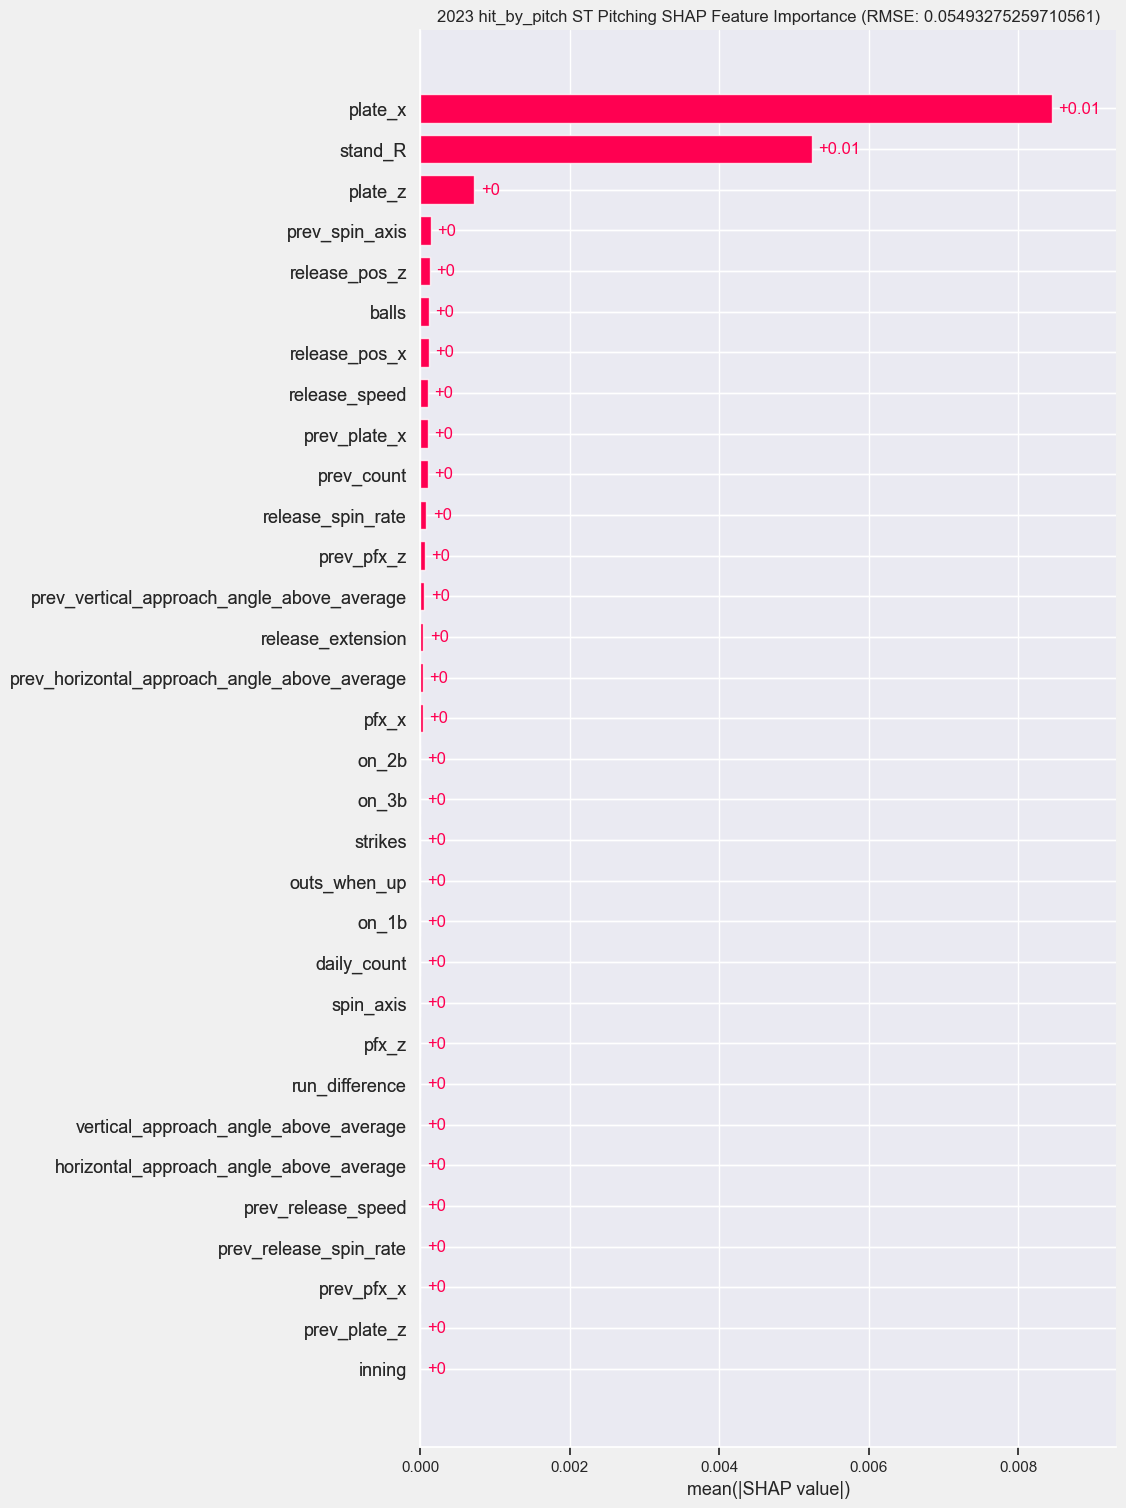 2023 hit_by_pitch ST Pitching SHAP Feature Importance (RMSE: 0.05493275259710561)
plate_x +0.01
stand_R +0.01
plate_z +0
prev_spin_axis +0
release_pos_z +0
balls +0
release_pos_x +0
release_speed +0
prev_plate_x +0
prev_count +0
release_spin_rate +0
prev_pfx_z +0
prev_vertical_approach_angle_above_average +0
release_extension +0
prev_horizontal_approach_angle_above_average +0
pfx_x +0
on_2b +0
on_3b +0
strikes +0
outs_when_up +0
on_1b +0
daily_count +0
spin_axis +0
pfx_z +0
run_difference +0
vertical_approach_angle_above_average +0
horizontal_approach_angle_above_average +0
prev_release_speed +0
prev_release_spin_rate +0
prev_pfx_x +0
prev_plate_z +0
inning +0
0.000 0.002 0.004 0.006 0.008
mean(|SHAP value|)